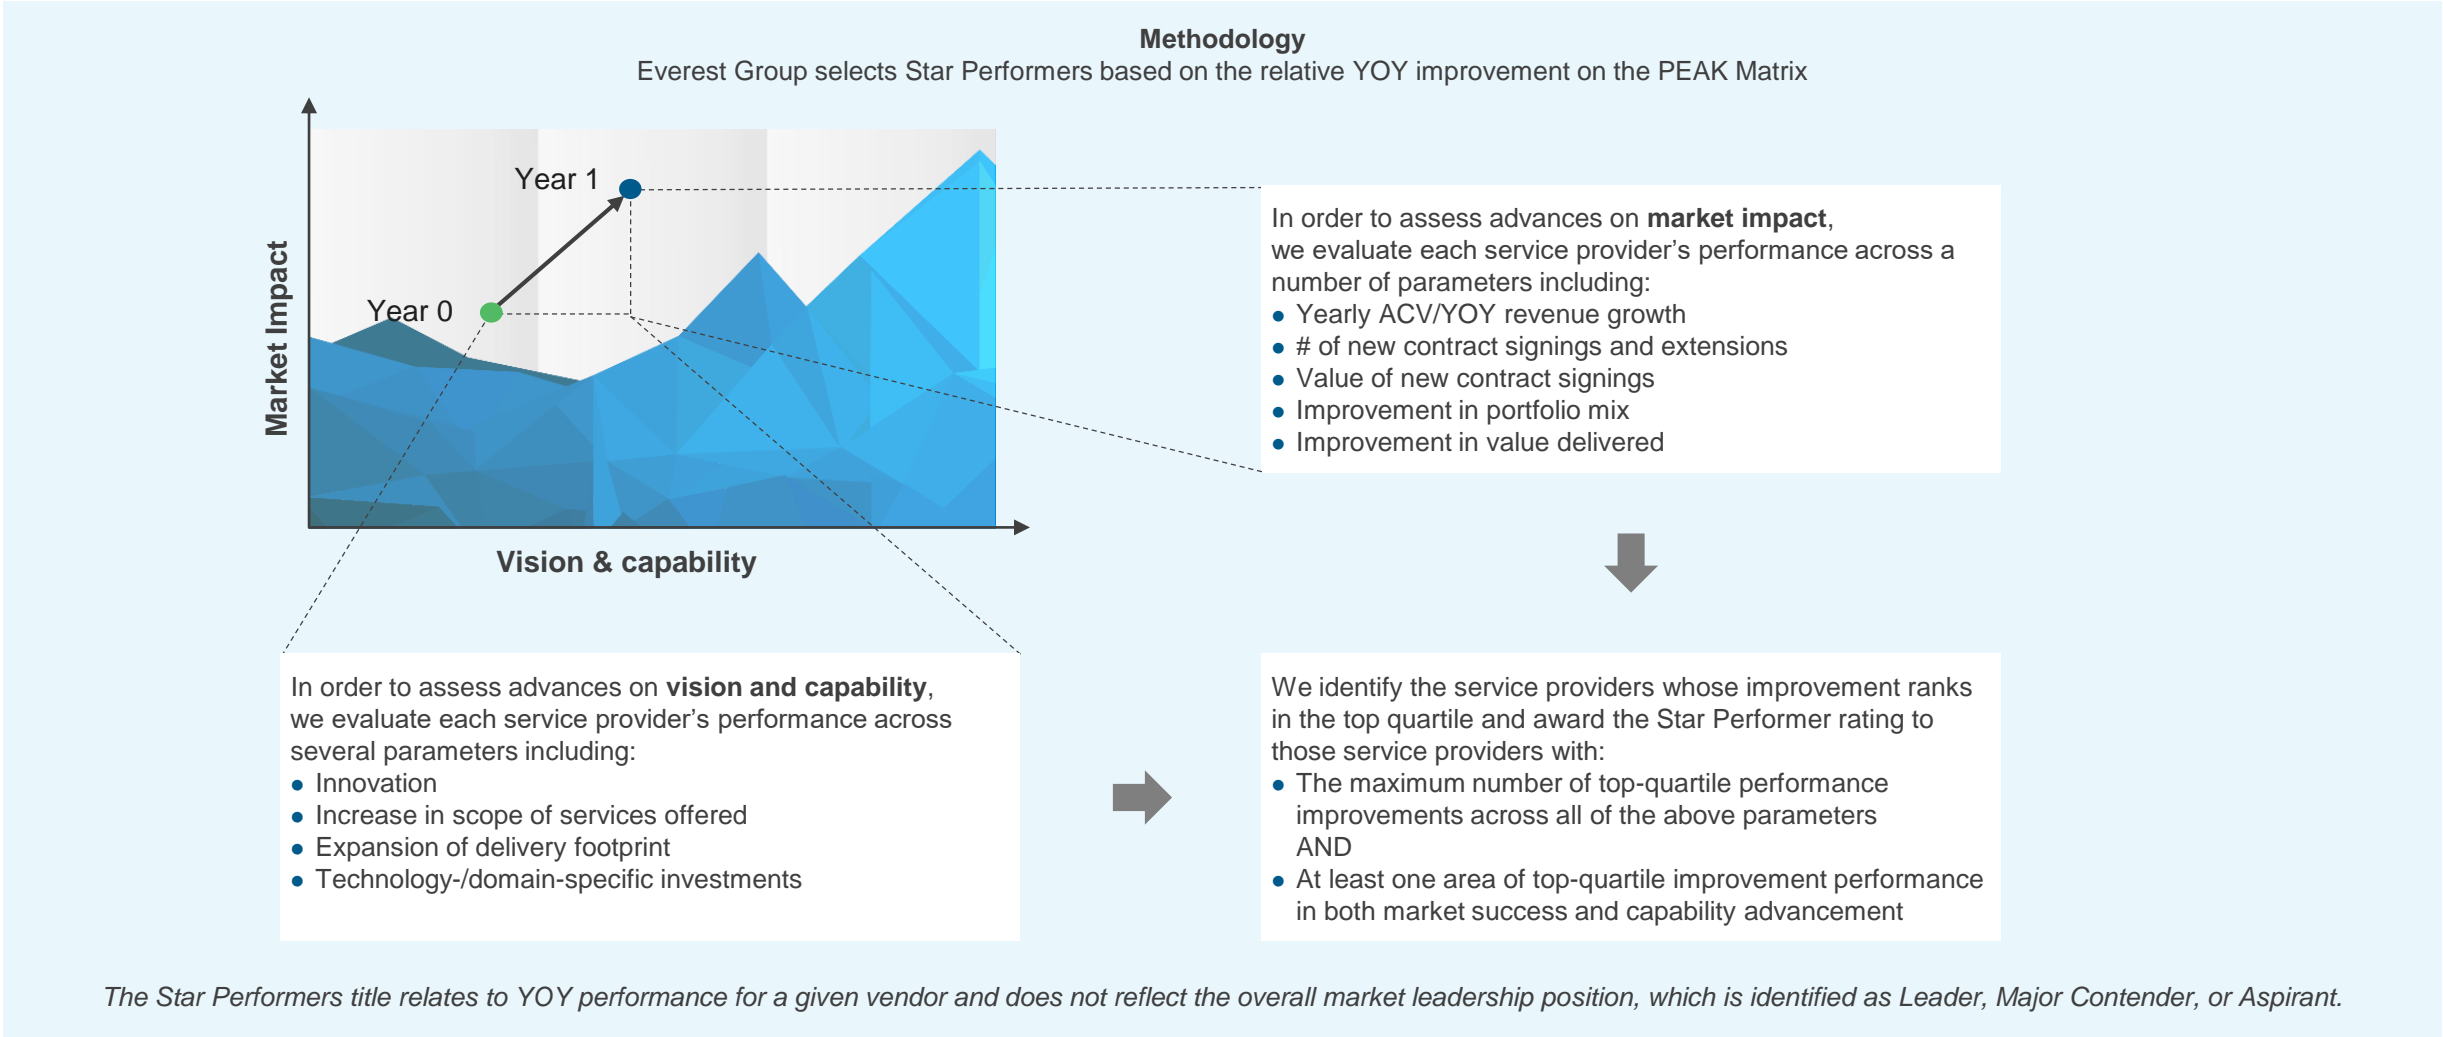 Methodology
Everest Group selects Star Performers based on the relative YOY improvement on the PEAK Matrix
Year 1
Year 0
Market Impact
Vision & capability
In order to assess advances on market impact,
we evaluate each service provider's performance across a
number of parameters including:
● Yearly ACV/YOY revenue growth
● # of new contract signings and extensions
● Value of new contract signings
● Improvement in portfolio mix
● Improvement in value delivered
In order to assess advances on vision and capability,
we evaluate each service provider's performance across
several parameters including:
● Innovation
● Increase in scope of services offered
● Expansion of delivery footprint
● Technology-/domain-specific investments
We identify the service providers whose improvement ranks
in the top quartile and award the Star Performer rating to
those service providers with:
● The maximum number of top-quartile performance
improvements across all of the above parameters
AND
● At least one area of top-quartile improvement performance
in both market success and capability advancement
The Star Performers title relates to YOY performance for a given vendor and does not reflect the overall market leadership position, which is identified as Leader, Major Contender, or Aspirant.